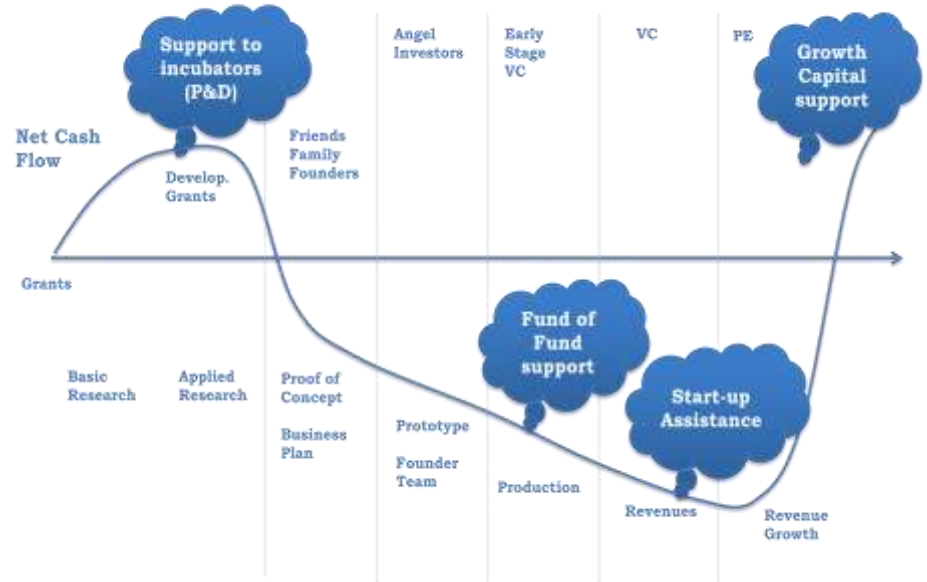 Support to
incubators
(P&D)
Angel
Investors
Early
Stage
VC
VC
PE
Growth
Capital
support
Net Cash
Flow
Friends
Family
Founders
Develop.
Grants
Grants
Fund of
Fund
support
Start-up
Assistance
Basic
Research
Applied
Research
Proof of
Concept
Business
Plan
Prototype
Founder
Team
Production
Revenues
Revenue
Growth